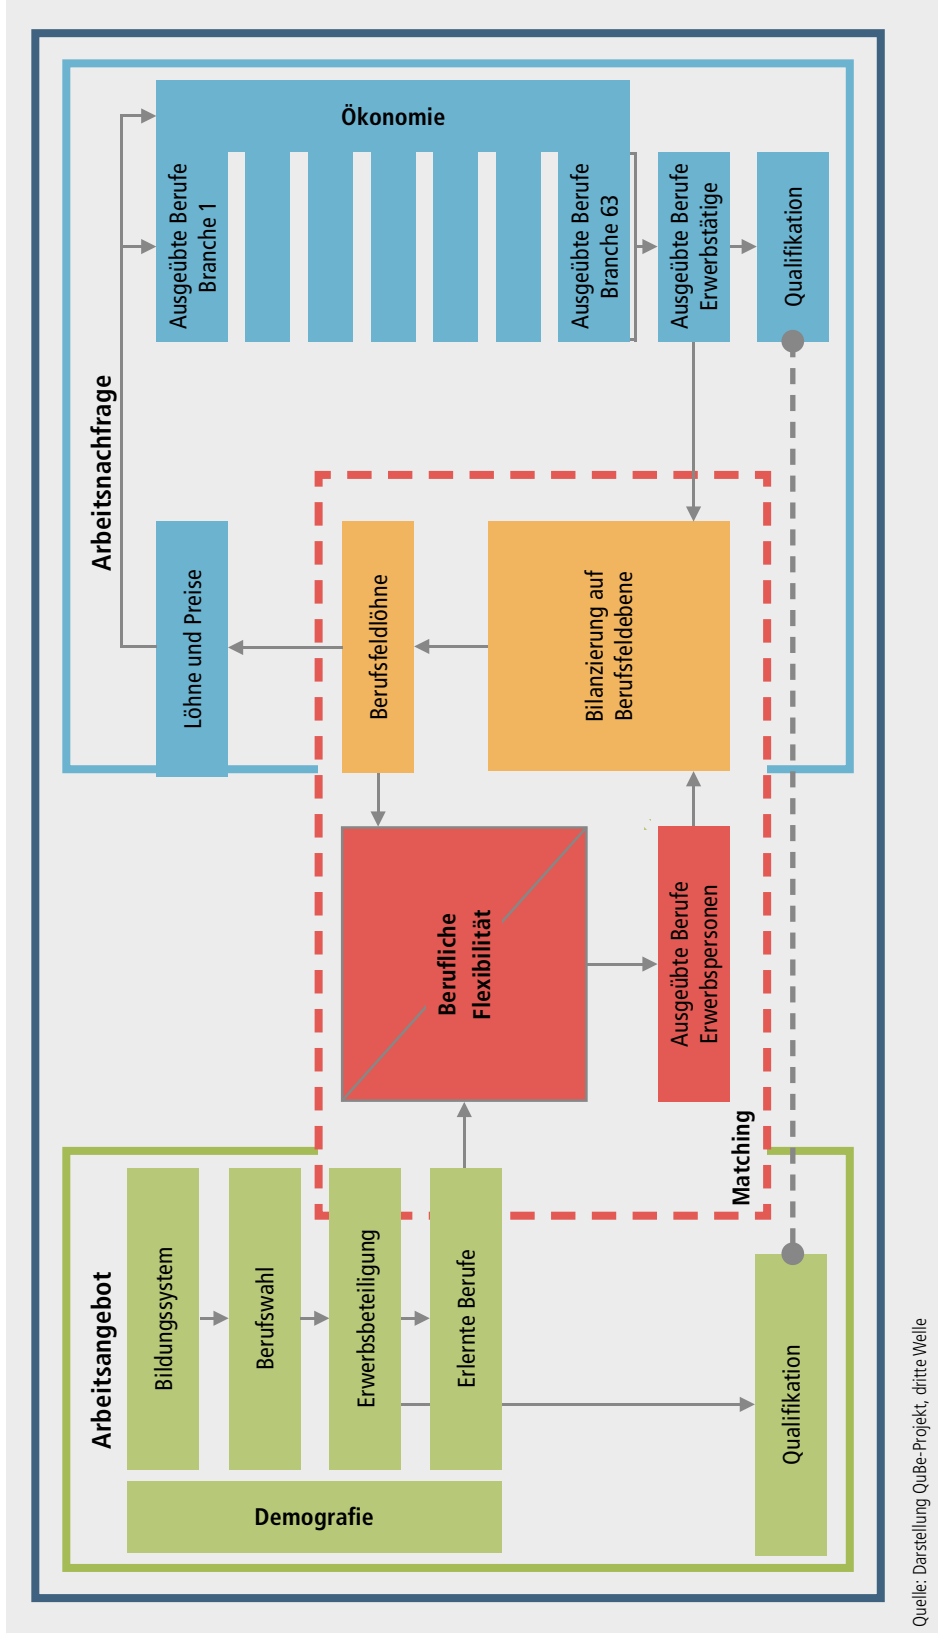 Arbeitsangebot
Demografie
Bildungssystem
Berufswahl
Erwerbsbeteiligung
Erlernte Berufe
Qualifikation
Matching
Berufliche
Flexibilität
Ausgeübte Berufe
Erwerbspersonen
Arbeitsnachfrage
Löhne und Preise
Berufsfeldlöhne
Bilanzierung auf
Berufsfeldebene
Ökonomie
Ausgeübte Berufe
Branche 1
Ausgeübte Berufe
Branche 63
Ausgeübte Berufe
Erwerbstätige
Qualifikation
Quelle: Darstellung QuBe-Projekt, dritte Welle